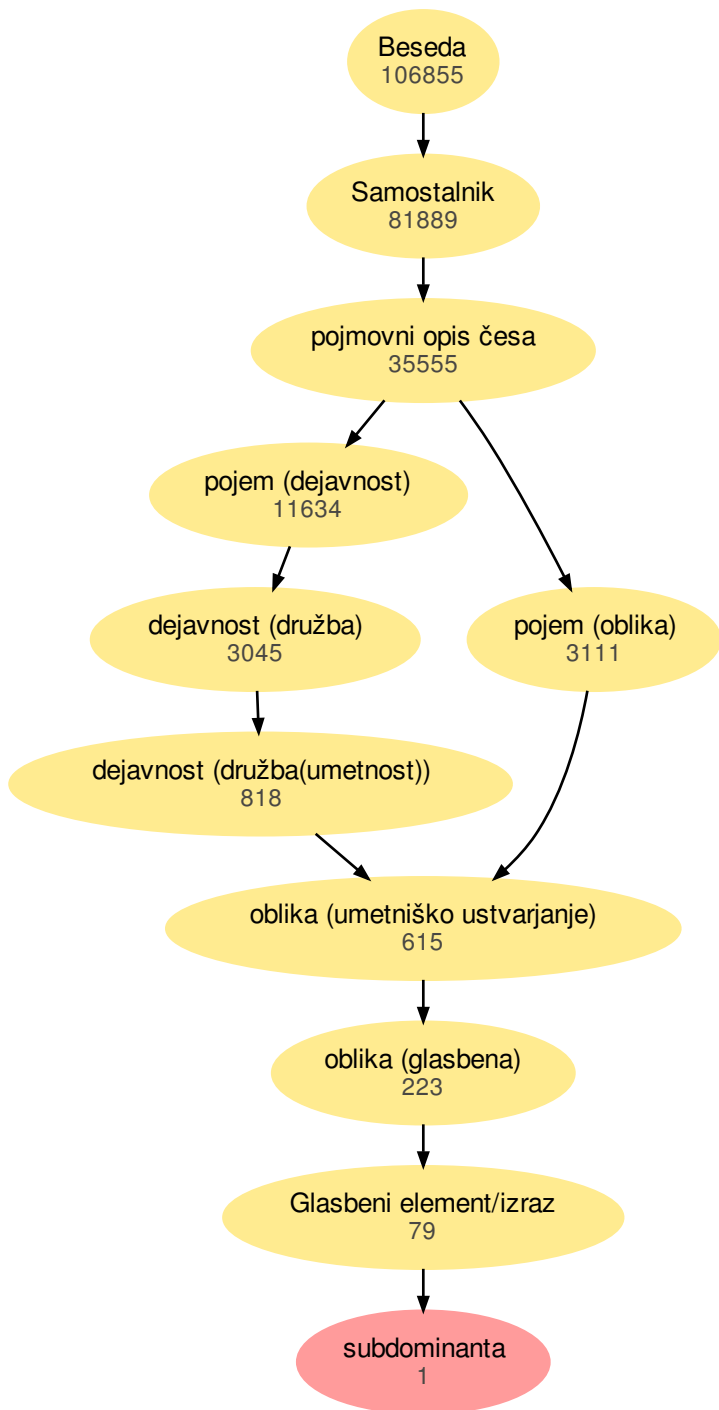 Beseda
106855
Samostalnik
81889
pojmovni opis česa
35555
pojem (dejavnost)
11634
dejavnost (družba)
3045
pojem (oblika)
3111
dejavnost (družba(umetnost))
818
oblika (umetniško ustvarjanje)
615
oblika (glasbena)
223
Glasbeni element/izraz
79
subdominanta
1